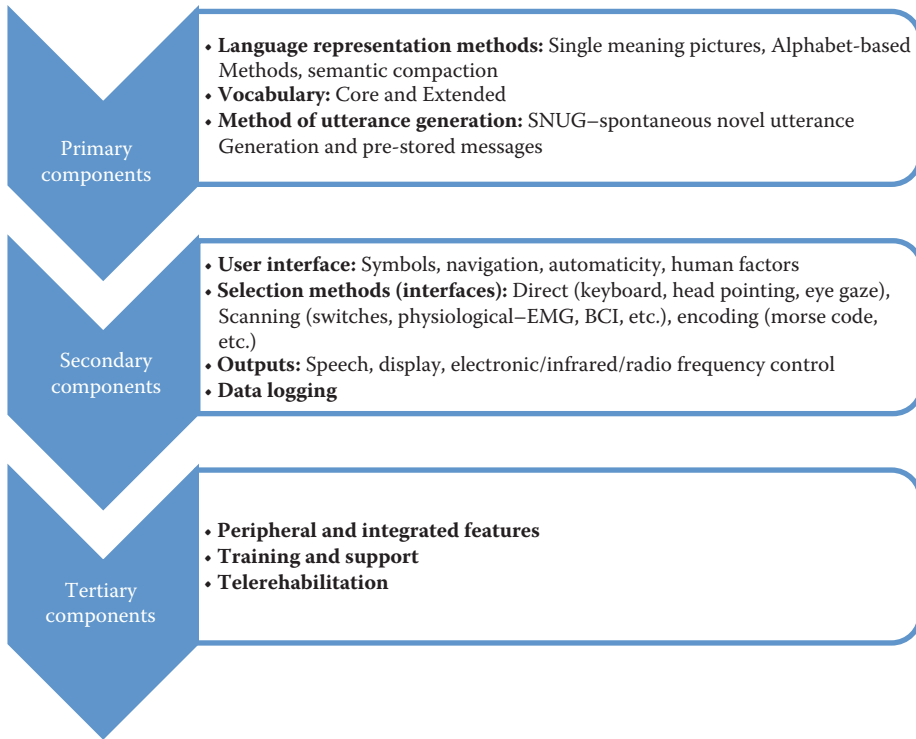 Primary
components
• Language representation methods: Single meaning pictures, Alphabet-based
Methods, semantic compaction
• Vocabulary: Core and Extended
• Method of utterance generation: SNUG–spontaneous novel utterance
Generation and pre-stored messages
Secondary
components
• User interface: Symbols, navigation, automaticity, human factors
• Selection methods (interfaces): Direct (keyboard, head pointing, eye gaze),
Scanning (switches, physiological–EMG, BCI, etc.), encoding (morse code,
etc.)
• Outputs: Speech, display, electronic/infrared/radio frequency control
• Data logging
Tertiary
components
• Peripheral and integrated features
• Training and support
• Telerehabilitation